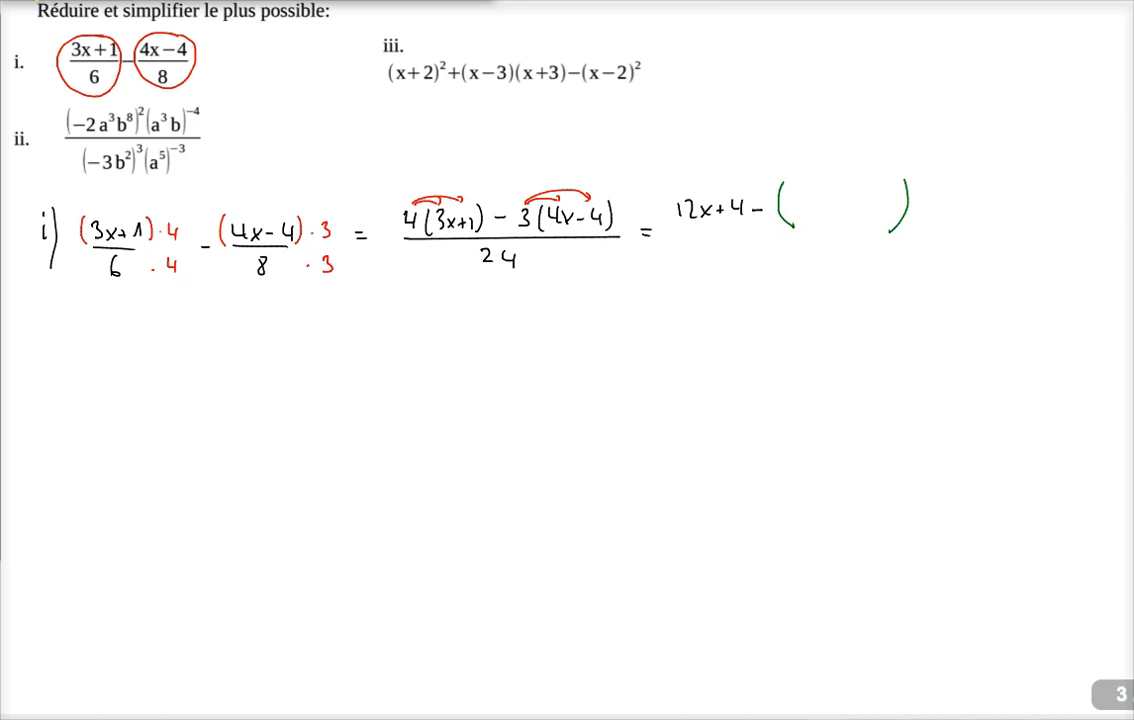 Réduire et simplifier le plus possible:
i. (3x+1)/6 − (4x−4)/8
iii.
(x+2)²+(x−3)(x+3)−(x−2)²
ii. (−2a³b⁸)²(a³b)⁻⁴ / (−3b²)³(a⁵)⁻³
i) (3x+1)·4 / 6·4 − (4x−4)·3 / 8·3 = 4(3x+1) − 3(4x−4) / 24 = 12x+4 − ( )
3